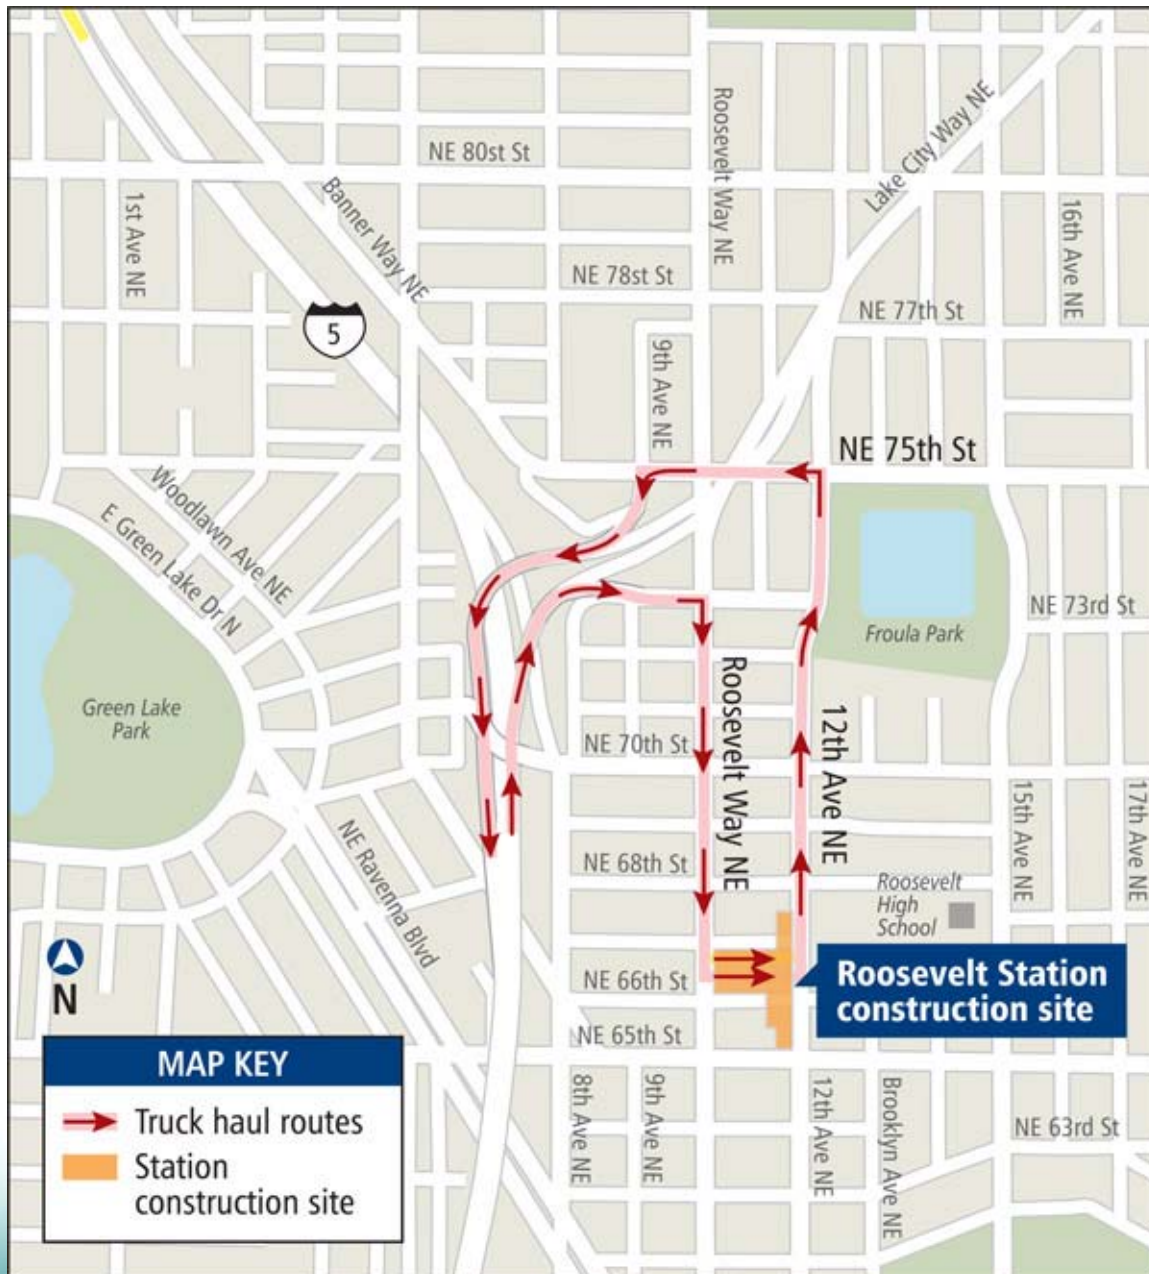 NE 80st St
Roosevelt Way NE
Lake City Way NE
1st Ave NE
Banner Way NE
16th Ave NE
NE 78st St
5
NE 77th St
9th Ave NE
NE 75th St
Woodlawn Ave NE
E Green Lake Dr N
NE 73rd St
Froula Park
Green Lake
Park
Roosevelt Way NE
12th Ave NE
NE 70th St
15th Ave NE
17th Ave NE
NE Ravenna Blvd
NE 68th St
Roosevelt
High
School
N
NE 66th St
Roosevelt Station
construction site
NE 65th St
MAP KEY
Truck haul routes
Station
construction site
8th Ave NE
9th Ave NE
12th Ave NE
Brooklyn Ave NE
NE 63rd St